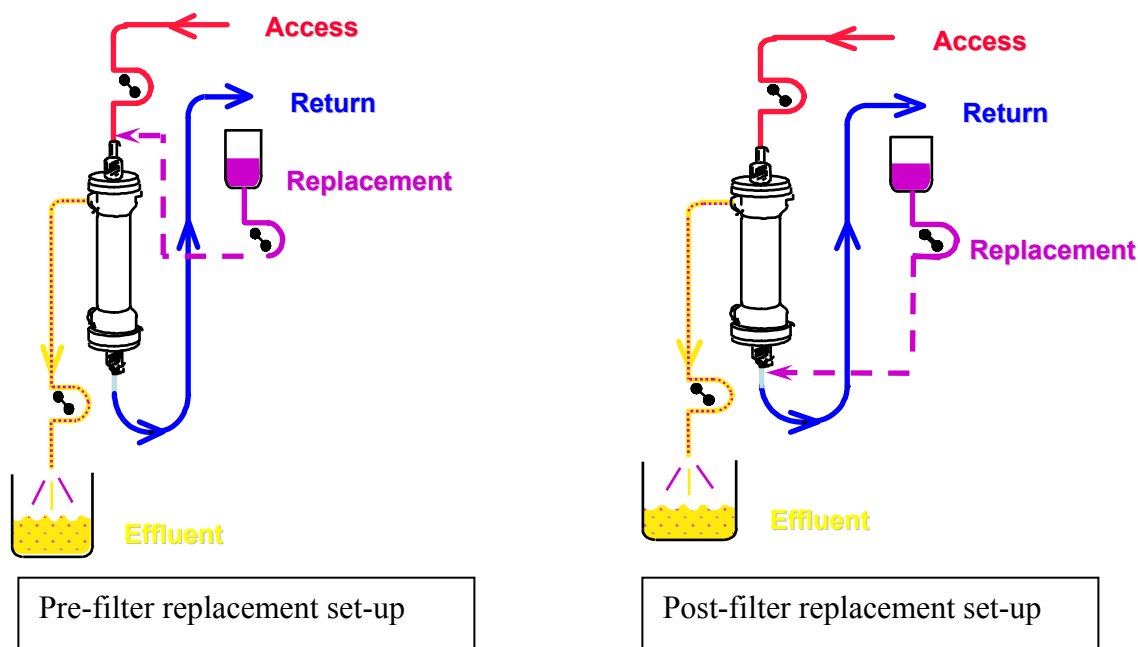 Access
Return
Replacement
Effluent
Pre-filter replacement set-up
Access
Return
Replacement
Effluent
Post-filter replacement set-up